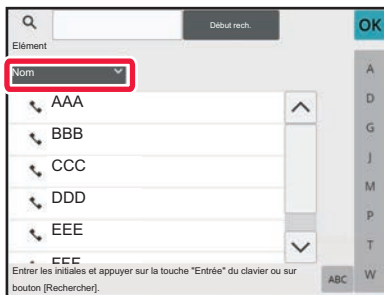 Début rech.
OK
Elément
Nom
AAA
BBB
CCC
DDD
EEE
FFF
Entrer les initiales et appuyer sur la touche "Entrée" du clavier ou sur
bouton [Rechercher].
ABC
A
D
G
J
M
P
T
W